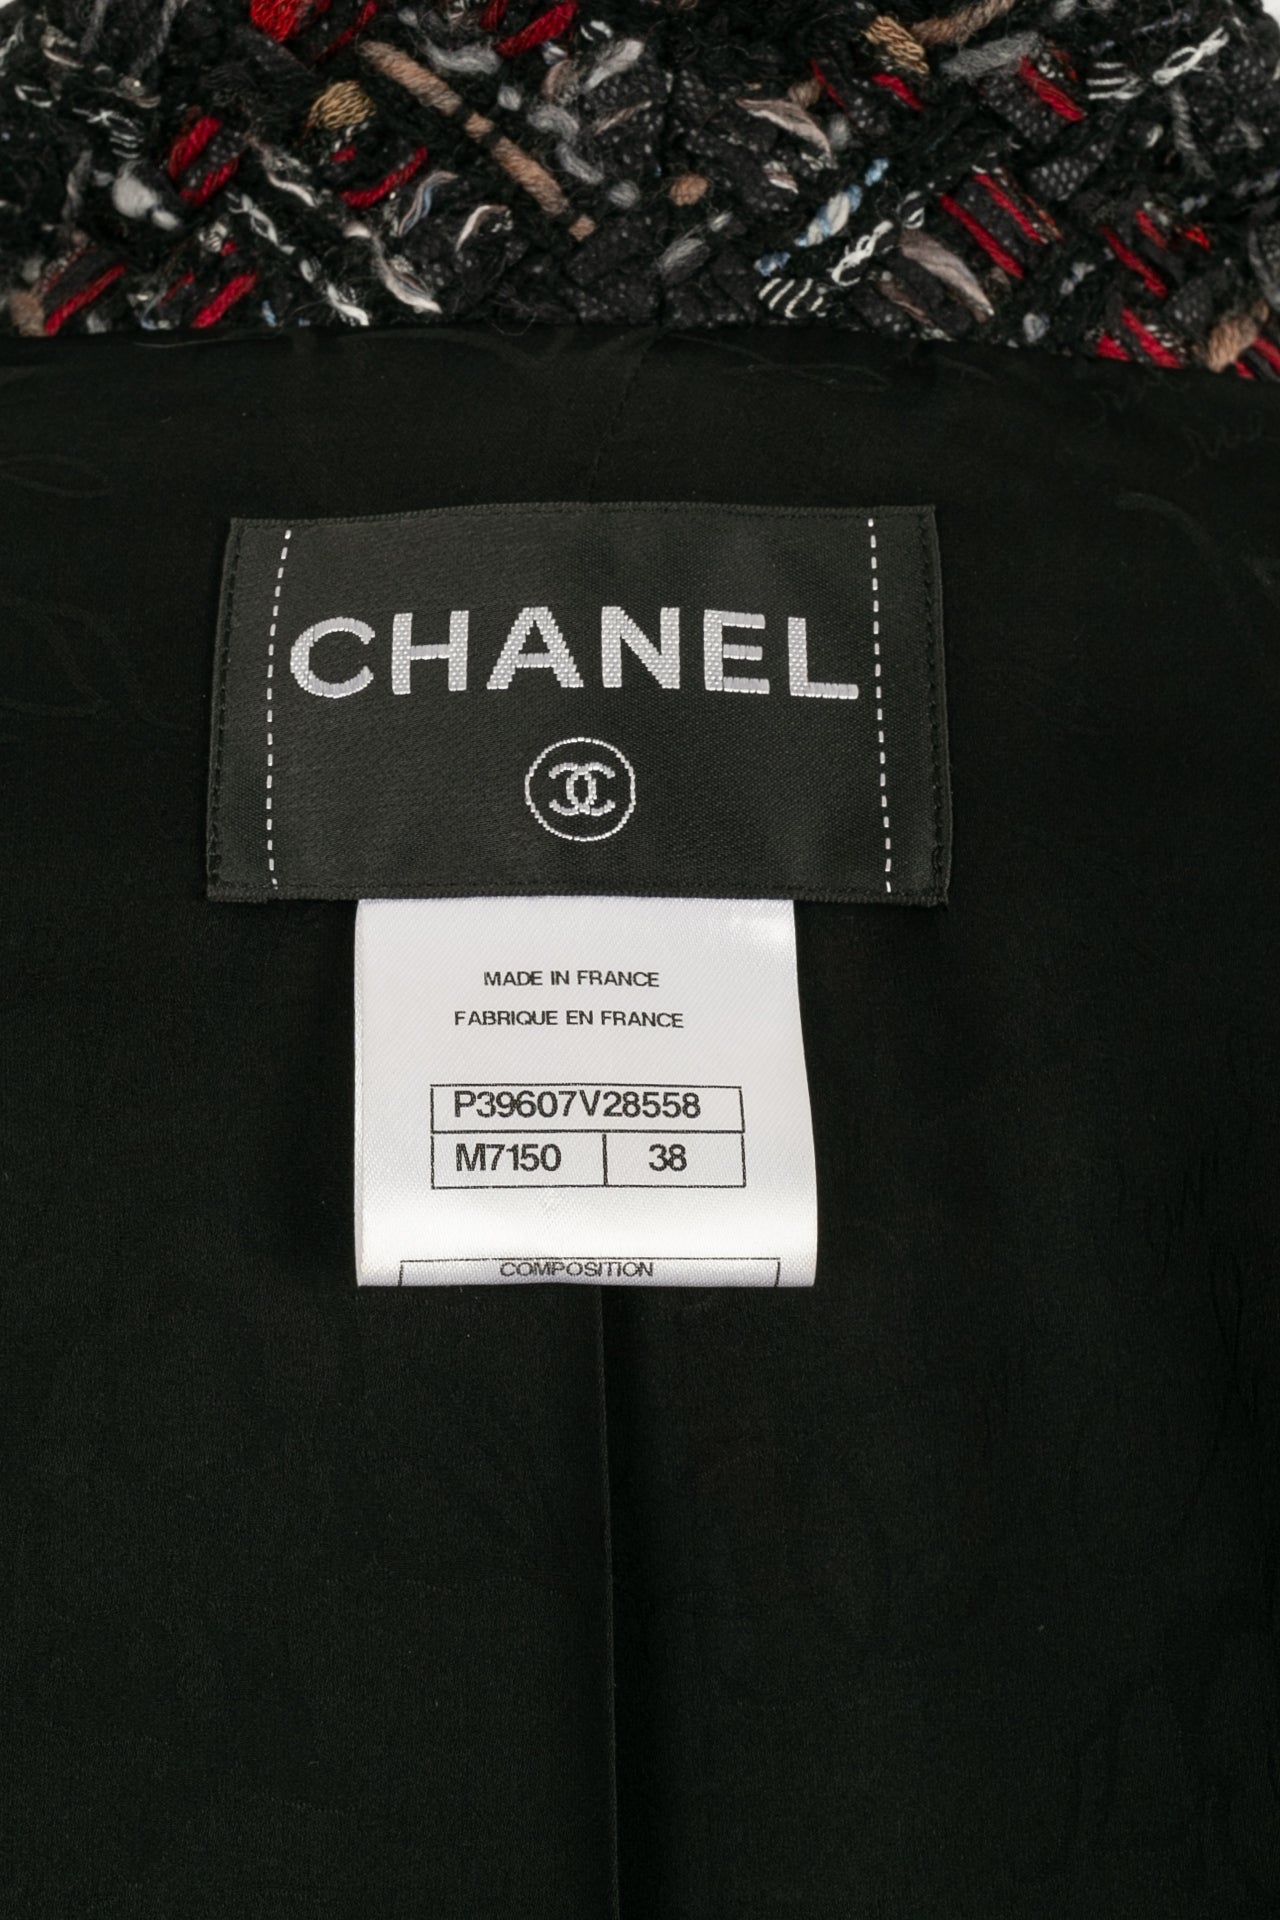 CHANEL
MADE IN FRANCE
FABRIQUE EN FRANCE
P39607V28558
M7150 38
COMPOSITION